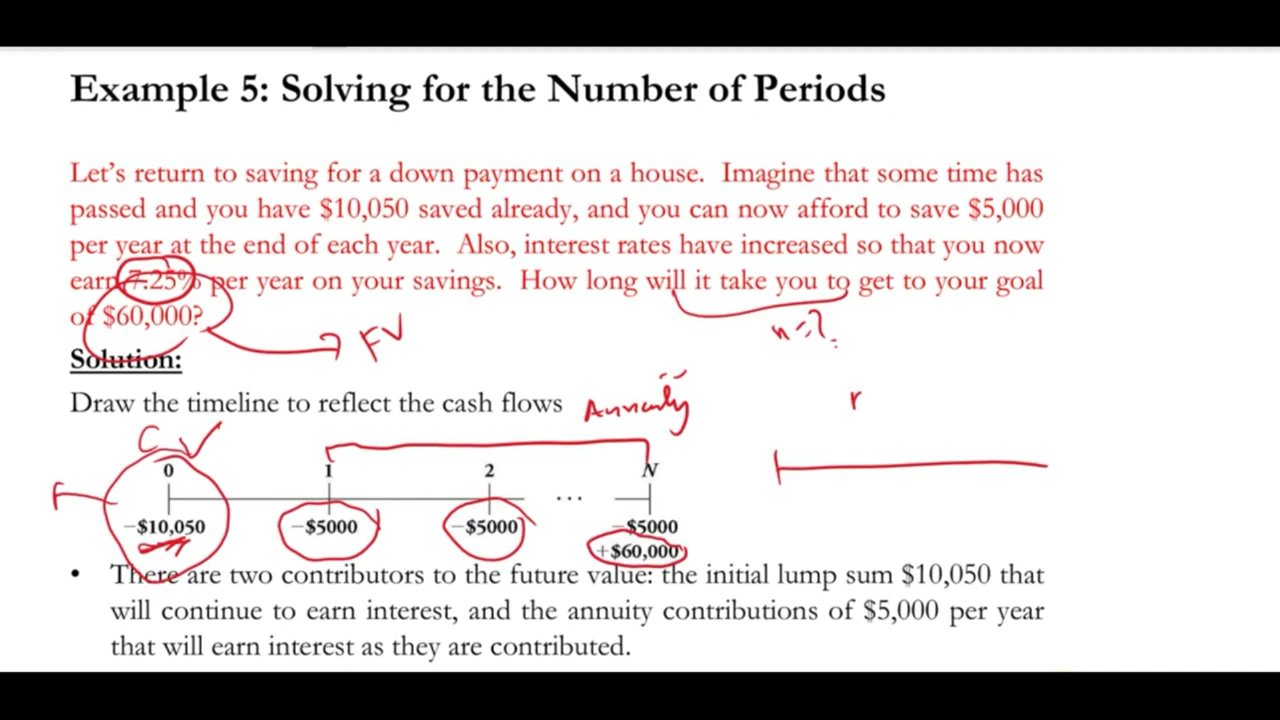 Example 5: Solving for the Number of Periods
Let's return to saving for a down payment on a house. Imagine that some time has
passed and you have $10,050 saved already, and you can now afford to save $5,000
per year at the end of each year. Also, interest rates have increased so that you now
earn 7.25% per year on your savings. How long will it take you to get to your goal
of $60,000?
FV
n=?
Solution:
Draw the timeline to reflect the cash flows Annuity
r
CV
0 1 2 N
...
F
−$10,050 −$5000 −$5000 −$5000
+$60,000
• There are two contributors to the future value: the initial lump sum $10,050 that
will continue to earn interest, and the annuity contributions of $5,000 per year
that will earn interest as they are contributed.